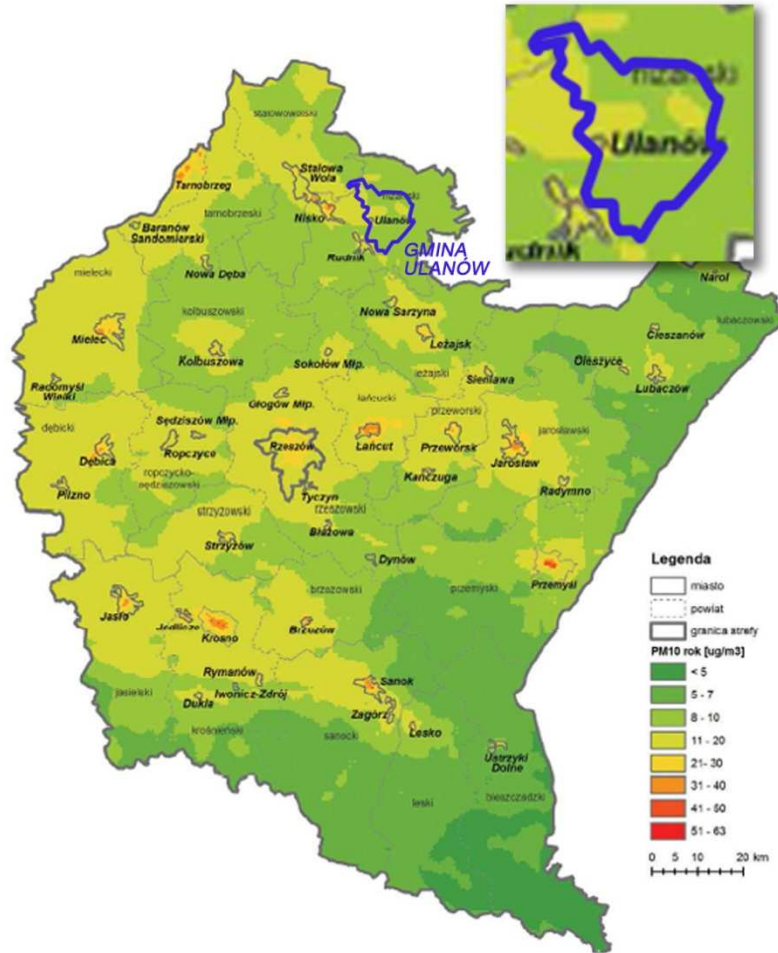 niżański
Ulanów
Rudnik
stalowowolski
Stalowa
Wola
Tarnobrzeg
niżański
Nisko
Ulanów
tarnobrzeski
Baranów
Sandomierski
Rudnik
GMINA
ULANÓW
mielecki
Nowa Dęba
Narol
Nowa Sarzyna
kolbuszowski
lubaczowski
Cieszanów
Mielec
Leżajsk
Kolbuszowa
Sokołów Młp.
Oleszyce
leżajski
Sieniawa
Lubaczów
Radomyśl
Wielki
Głogów Młp.
łańcucki
przeworski
Sędziszów Młp.
dębicki
jarosławski
Rzeszów
Dębica
Ropczyce
Łańcut
Przeworsk
Jarosław
ropczycko-
sędziszowski
Kańczuga
Pilzno
Radymno
Tyczyn
strzyżowski
rzeszowski
Błażowa
Strzyżów
Dynów
Legenda
przemyski
Przemyśl
miasto
brzozowski
powiat
Jasło
Jedlicze
Krosno
Brzozów
granica strefy
PM10 rok [ug/m3]
< 5
Rymanów
Sanok
5 - 7
jasielski
Iwonicz-Zdrój
8 - 10
Dukla
Zagórz
Lesko
11 - 20
krośnieński
sanocki
21- 30
Ustrzyki
Dolne
31 - 40
leski
bieszczadzki
41 - 50
51 - 63
0 5 10 20 km